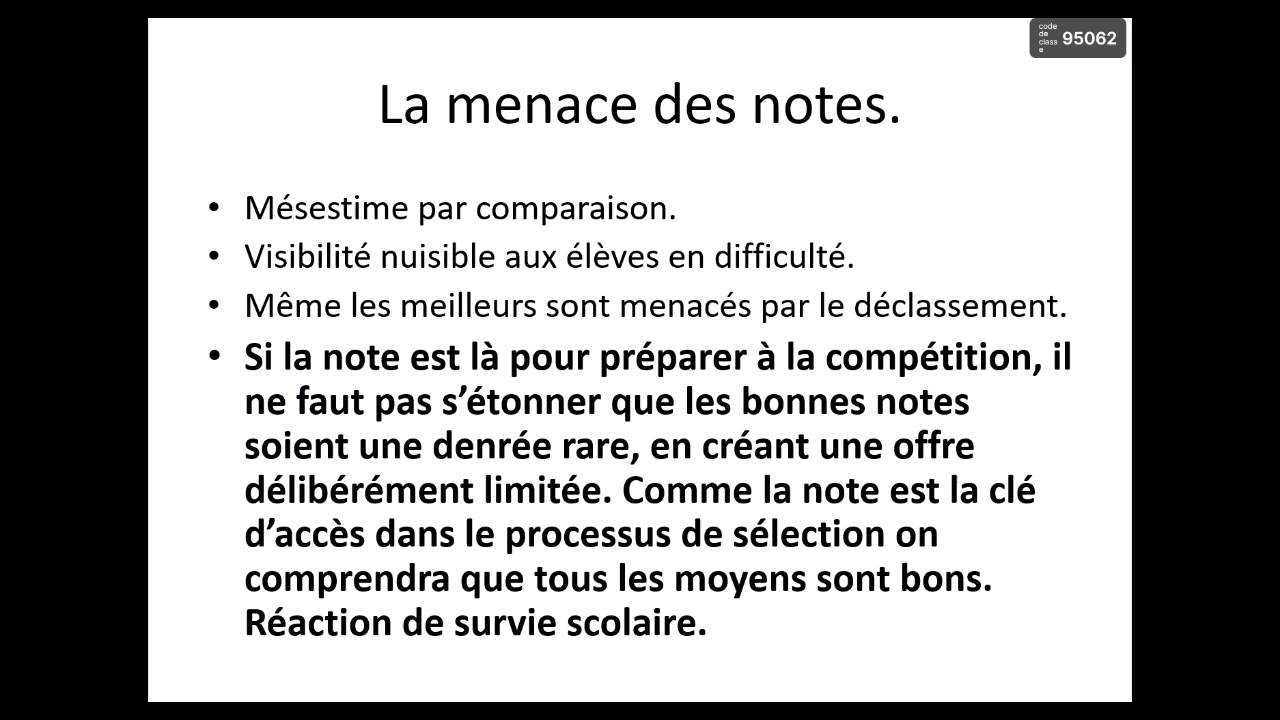 code
de
class
e
95062
La menace des notes.
• Mésestime par comparaison.
• Visibilité nuisible aux élèves en difficulté.
• Même les meilleurs sont menacés par le déclassement.
• Si la note est là pour préparer à la compétition, il
ne faut pas s’étonner que les bonnes notes
soient une denrée rare, en créant une offre
délibérément limitée. Comme la note est la clé
d’accès dans le processus de sélection on
comprendra que tous les moyens sont bons.
Réaction de survie scolaire.